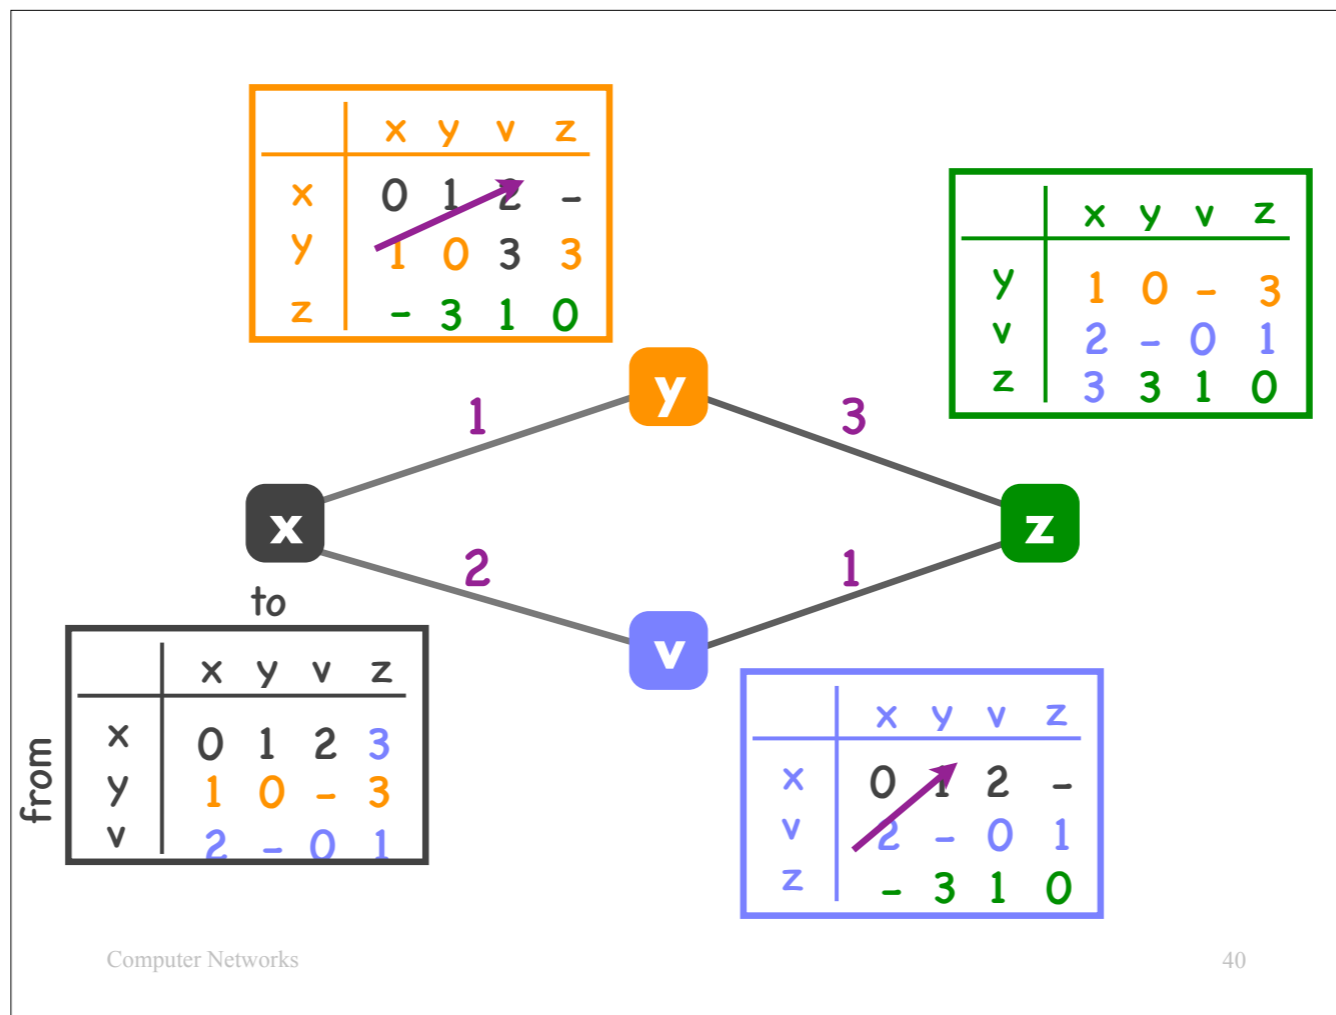 x y v z
x 0 1 2 -
y 1 0 3 3
z - 3 1 0
x y v z
y 1 0 - 3
v 2 - 0 1
z 3 3 1 0
y
1
3
x
z
2
1
v
to
from
x y v z
x 0 1 2 3
y 1 0 - 3
v 2 - 0 1
x y v z
x 0 1 2 -
v 2 - 0 1
z - 3 1 0
Computer Networks
40